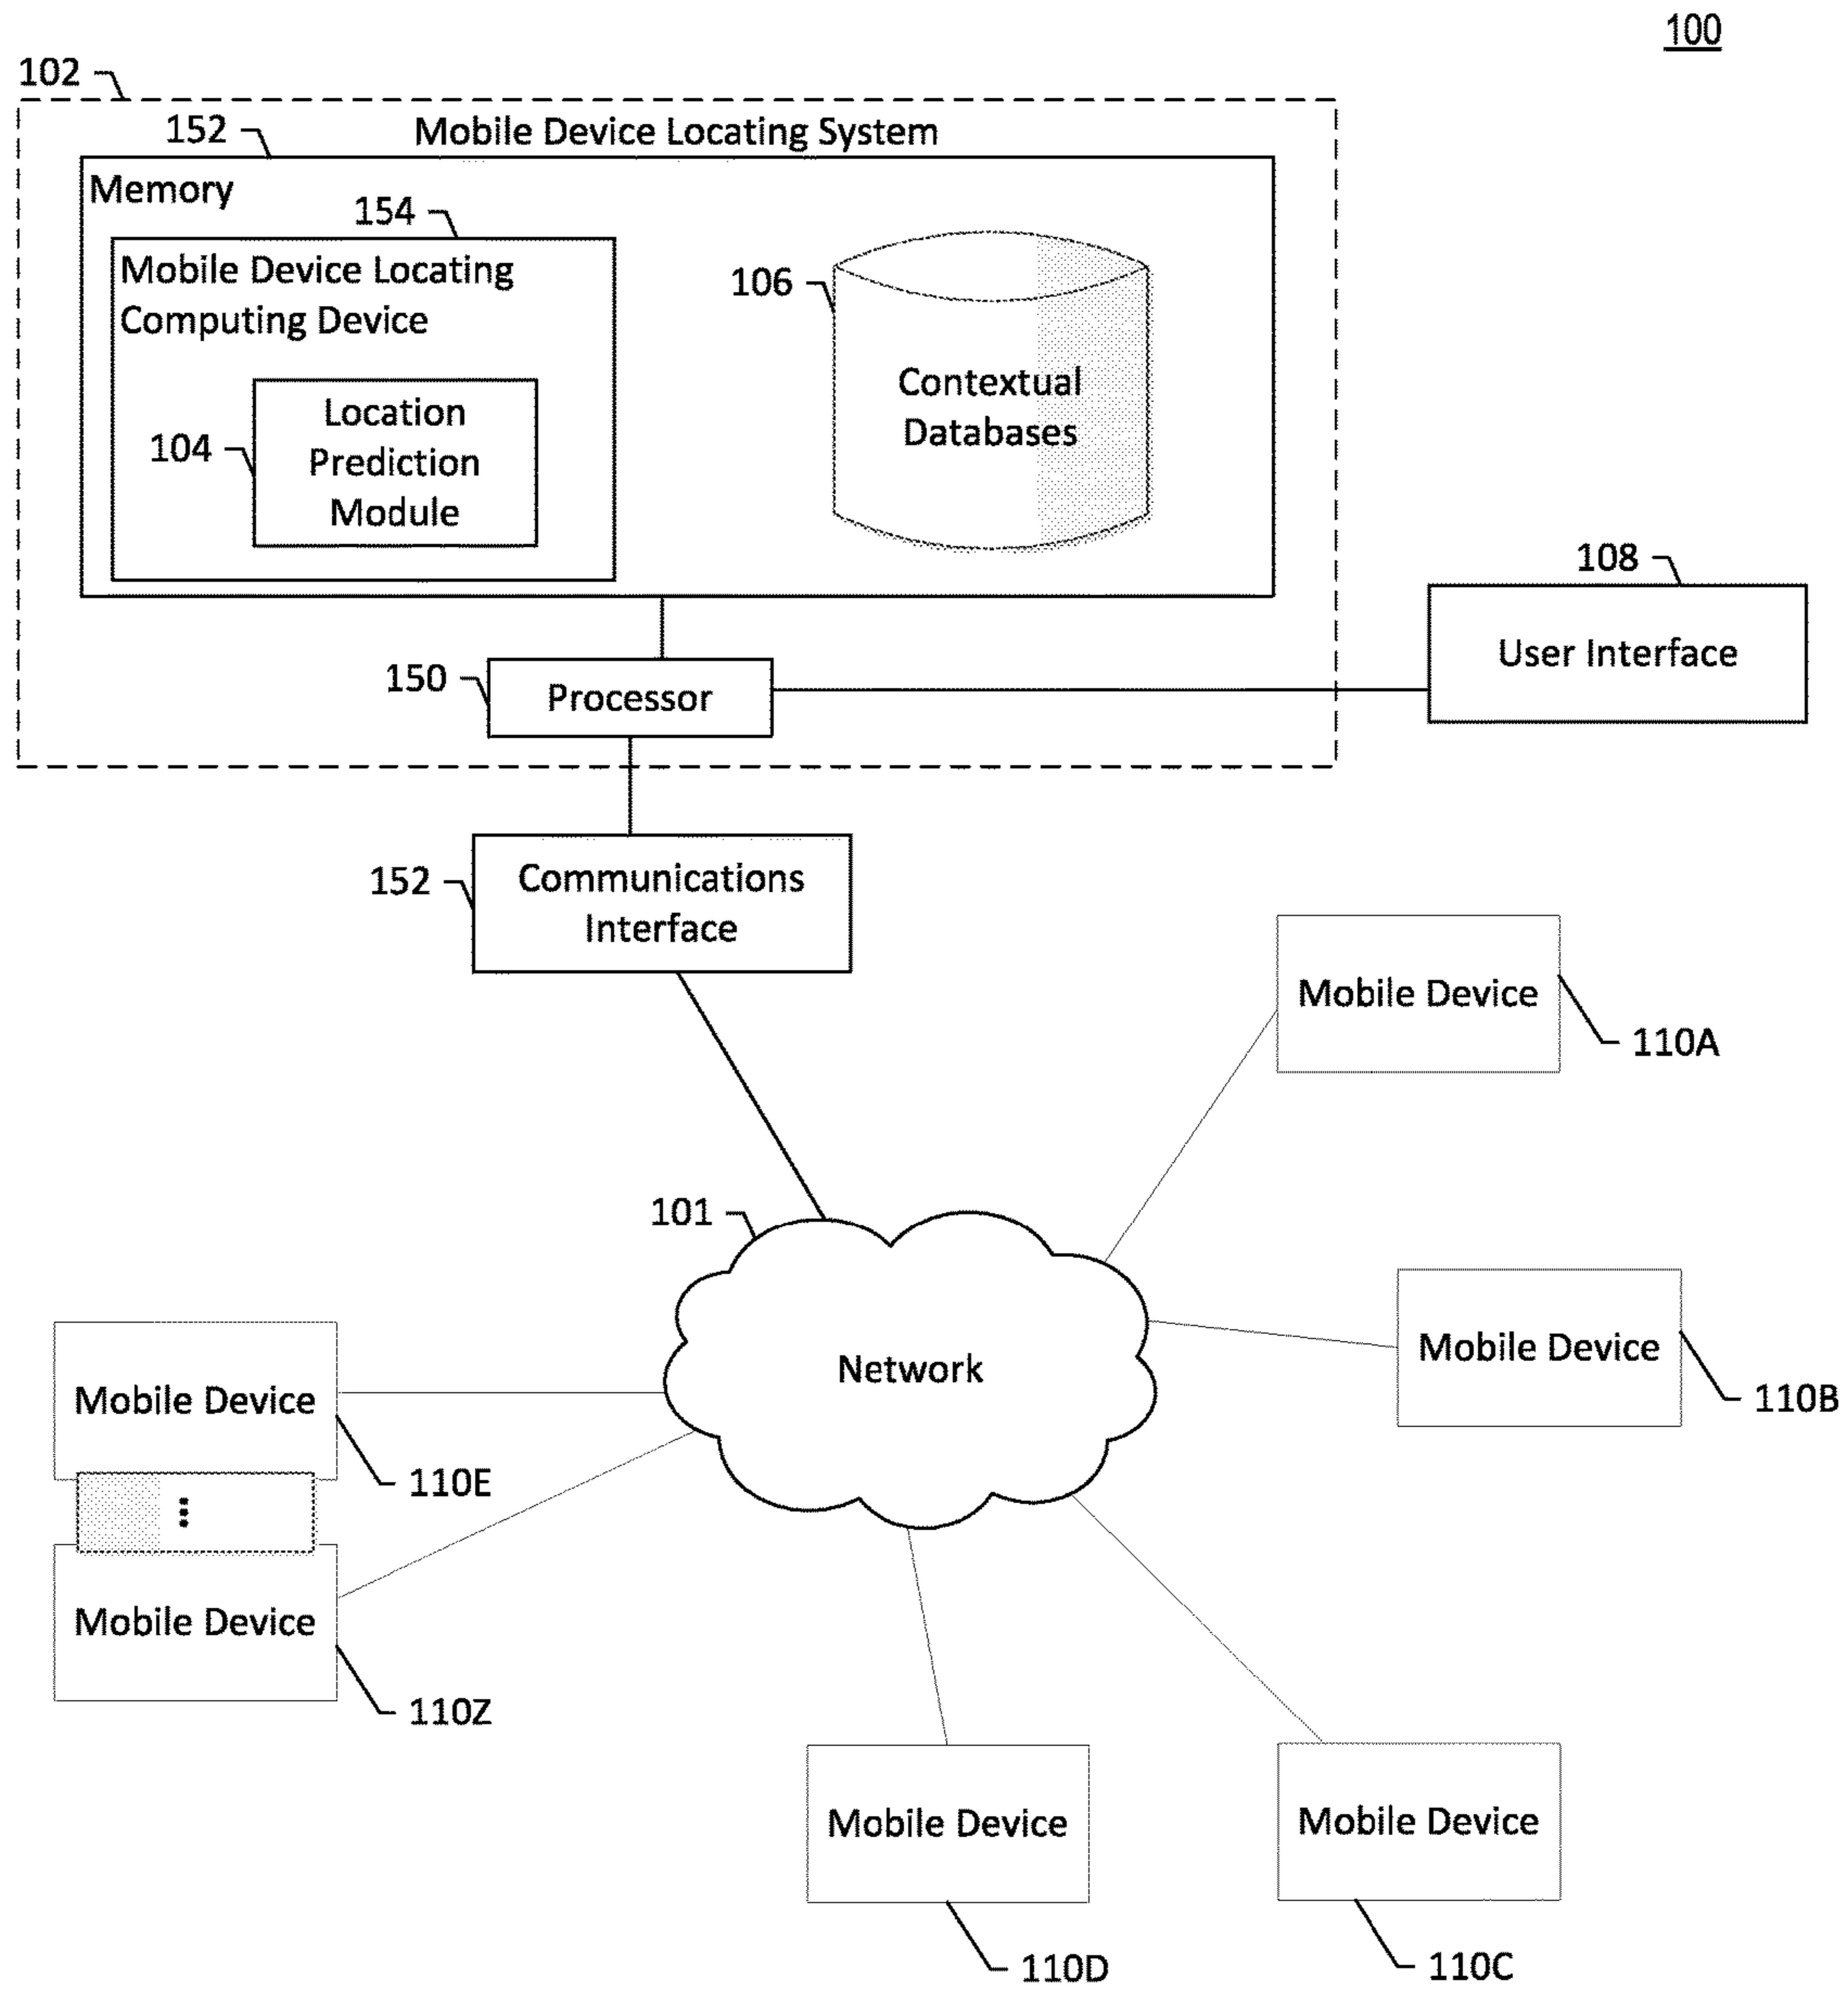 100
102
152
Mobile Device Locating System
Memory
154
Mobile Device Locating
Computing Device
106
Contextual
Databases
104
Location
Prediction
Module
108
User Interface
150
Processor
152
Communications
Interface
Mobile Device
110A
101
Network
Mobile Device
110B
Mobile Device
110E
...
Mobile Device
110Z
Mobile Device
110D
Mobile Device
110C